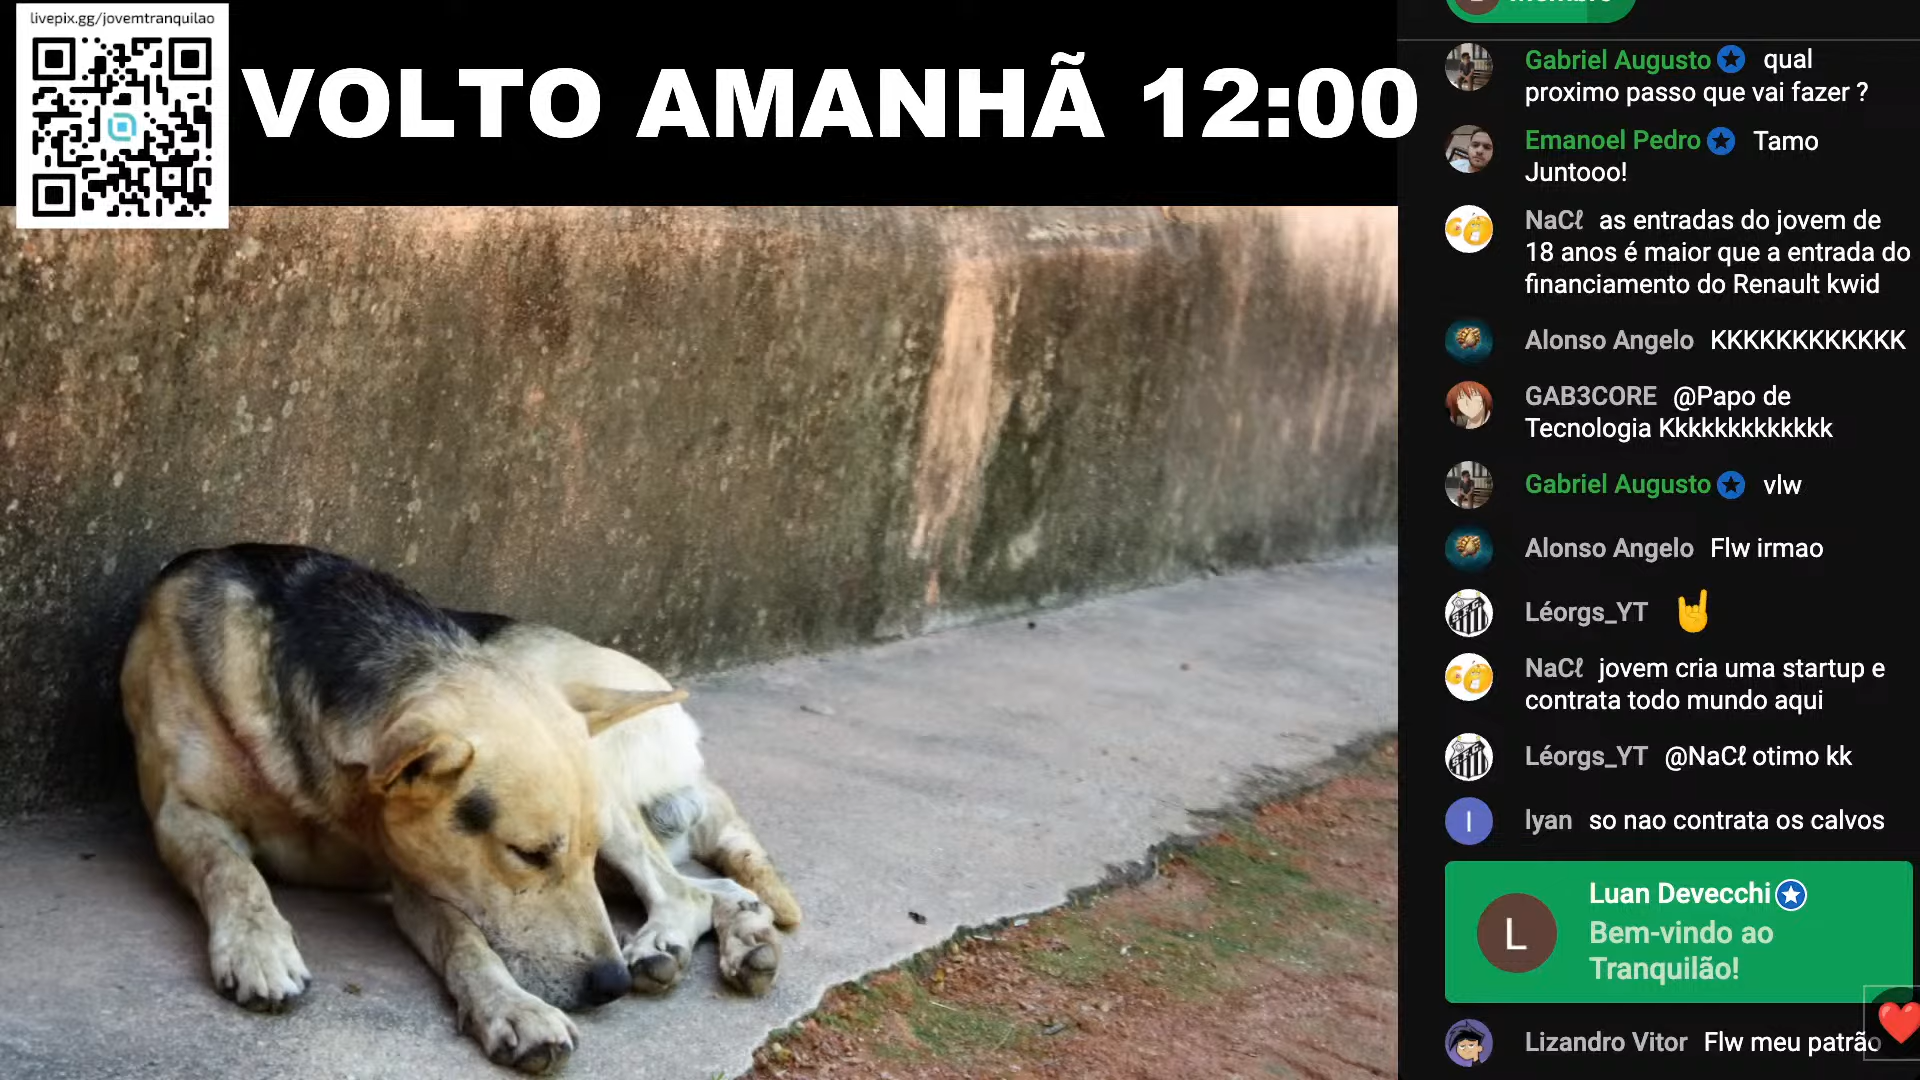 livepix.gg/jovemtranquilao
VOLTO AMANHÃ 12:00
Gabriel Augusto qual
proximo passo que vai fazer ?
Emanoel Pedro Tamo
Juntooo!
NaCℓ as entradas do jovem de
18 anos é maior que a entrada do
financiamento do Renault kwid
Alonso Angelo KKKKKKKKKKKK
GAB3CORE @Papo de
Tecnologia Kkkkkkkkkkkkk
Gabriel Augusto vlw
Alonso Angelo Flw irmao
Léorgs_YT 🤘
NaCℓ jovem cria uma startup e
contrata todo mundo aqui
Léorgs_YT @NaCℓ otimo kk
I
lyan so nao contrata os calvos
L
Luan Devecchi
Bem-vindo ao
Tranquilão!
Lizandro Vitor Flw meu patrão